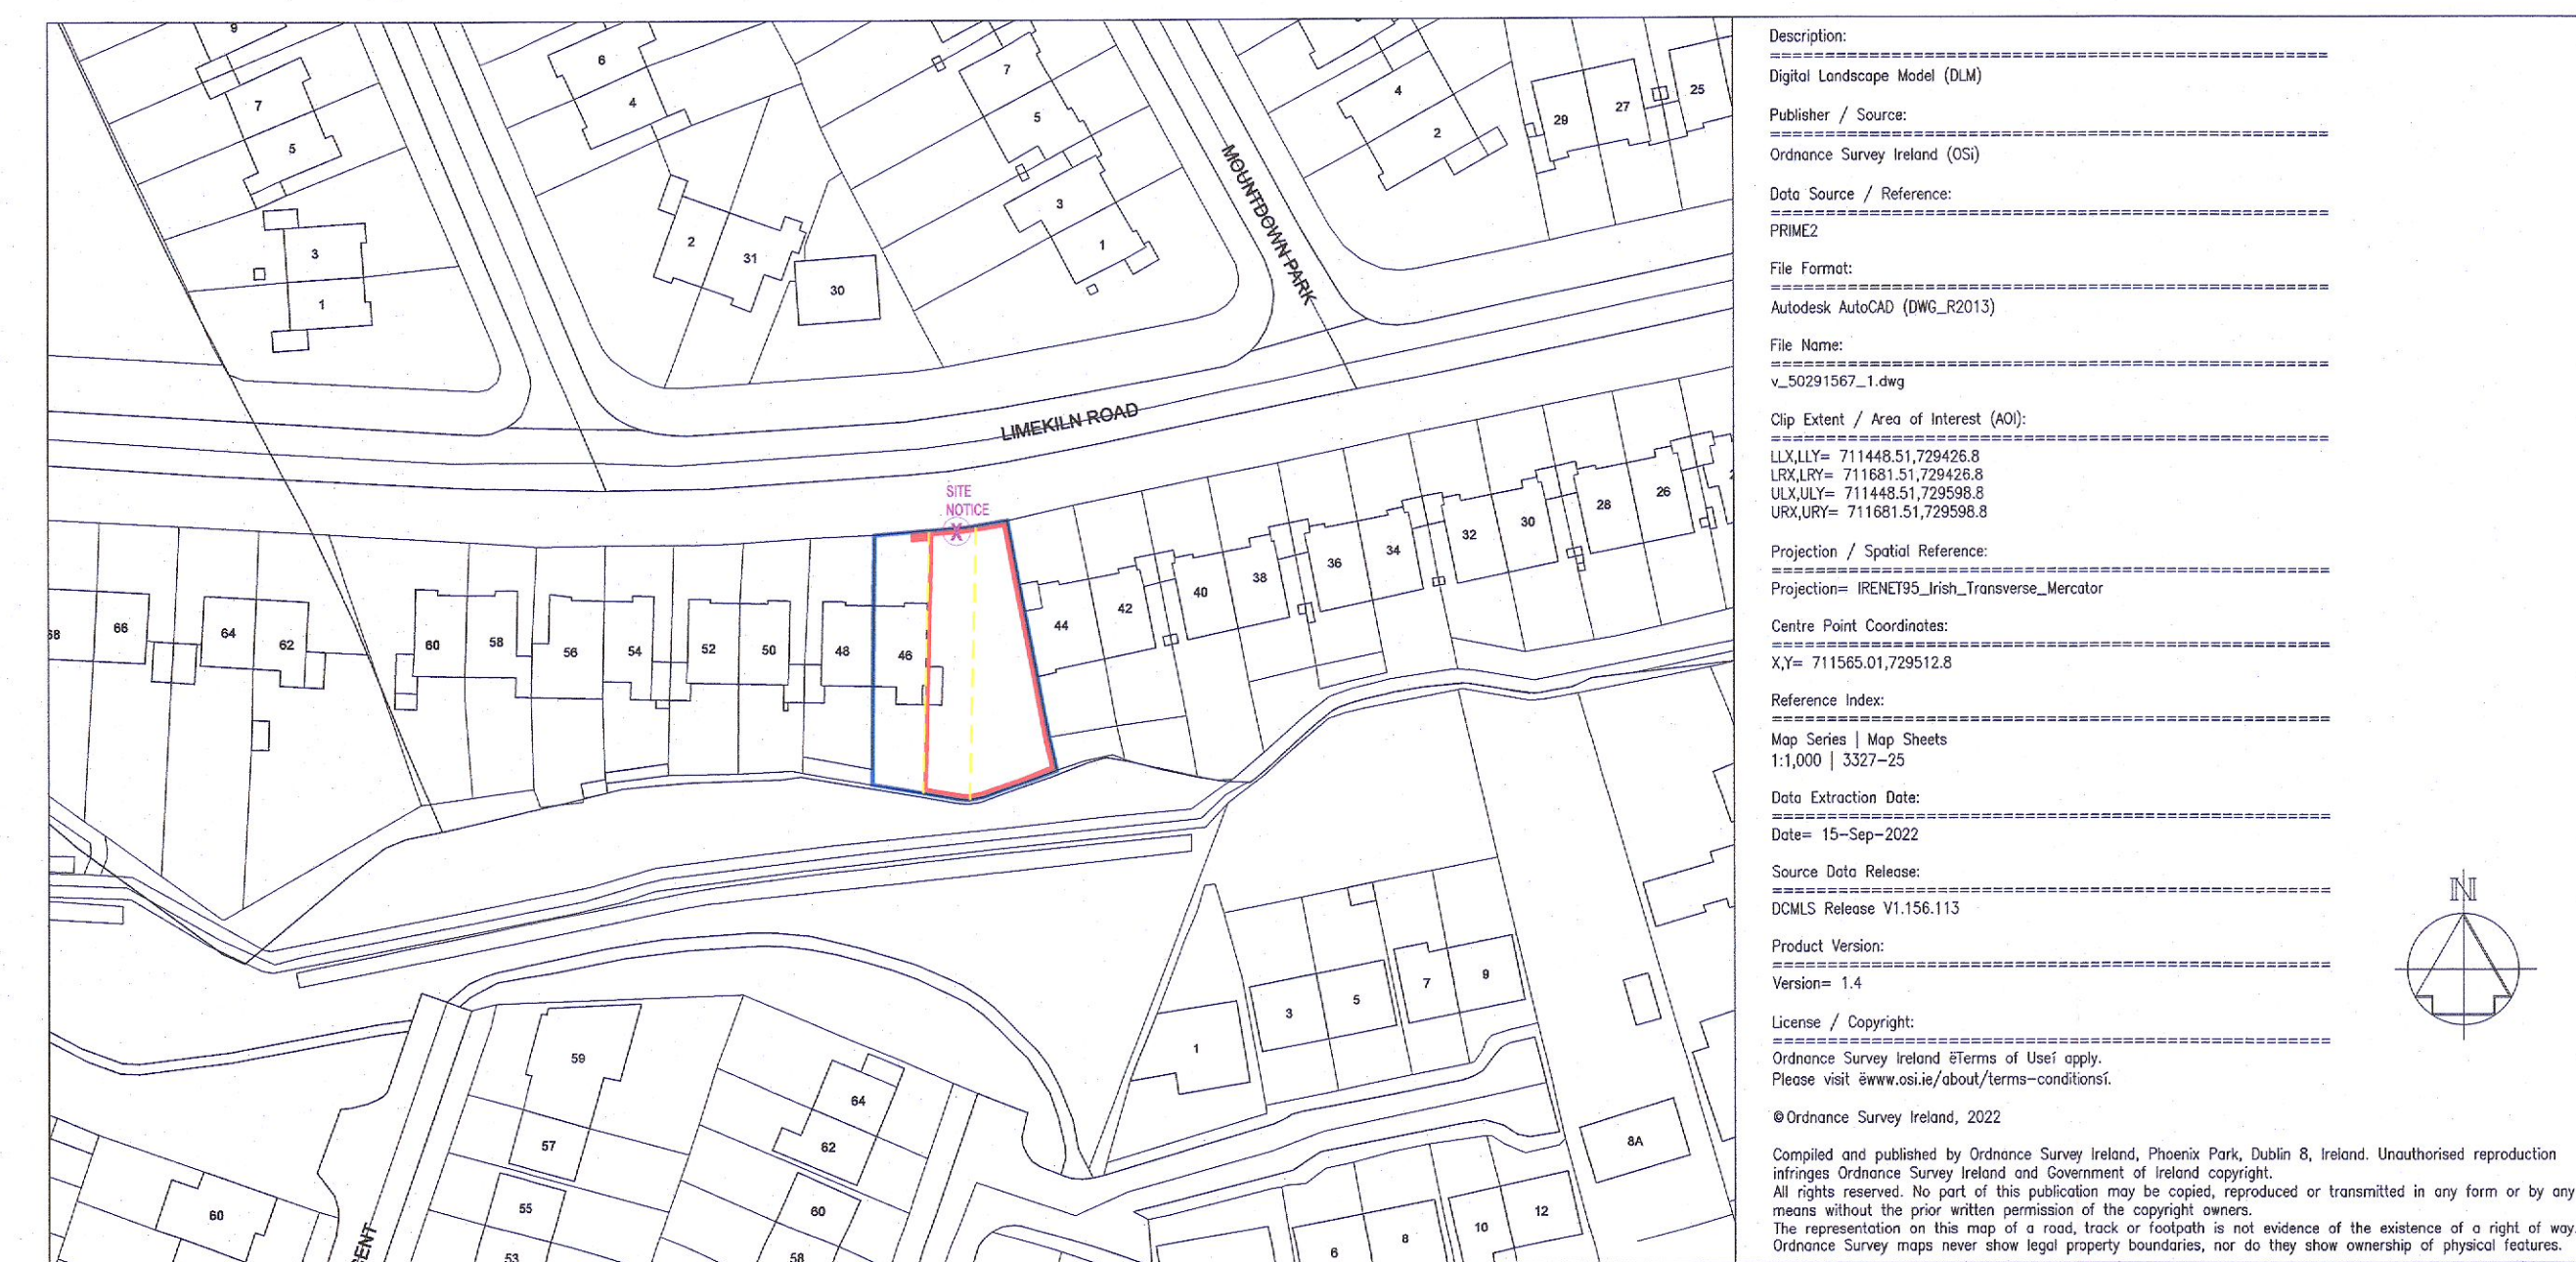 9
7
5
3
1
6
4
2
31
30
7
5
3
1
MOUNTDOWN PARK
4
2
29
27
25
LIMEKILN ROAD
SITE
NOTICE
X
66
64
62
60
58
56
54
52
50
48
46
44
42
40
38
36
34
32
30
28
26
59
57
55
53
64
62
60
58
60
1
3
5
7
9
8A
6
8
10
12
Description:
Digital Landscape Model (DLM)
Publisher / Source:
Ordnance Survey Ireland (OSi)
Data Source / Reference:
PRIME2
File Format:
Autodesk AutoCAD (DWG_R2013)
File Name:
v_50291567_1.dwg
Clip Extent / Area of Interest (AOI):
LLX,LLY= 711448.51,729426.8
LRX,LRY= 711681.51,729426.8
ULX,ULY= 711448.51,729598.8
URX,URY= 711681.51,729598.8
Projection / Spatial Reference:
Projection= IRENET95_Irish_Transverse_Mercator
Centre Point Coordinates:
X,Y= 711565.01,729512.8
Reference Index:
Map Series | Map Sheets
1:1,000 | 3327-25
Data Extraction Date:
Date= 15-Sep-2022
Source Data Release:
DCMLS Release V1.156.113
Product Version:
Version= 1.4
License / Copyright:
Ordnance Survey Ireland ëTerms of Useí apply.
Please visit ëwww.osi.ie/about/terms-conditionsí.
© Ordnance Survey Ireland, 2022
Compiled and published by Ordnance Survey Ireland, Phoenix Park, Dublin 8, Ireland. Unauthorised reproduction
infringes Ordnance Survey Ireland and Government of Ireland copyright.
All rights reserved. No part of this publication may be copied, reproduced or transmitted in any form or by any
means without the prior written permission of the copyright owners.
The representation on this map of a road, track or footpath is not evidence of the existence of a right of way.
Ordnance Survey maps never show legal property boundaries, nor do they show ownership of physical features.
N